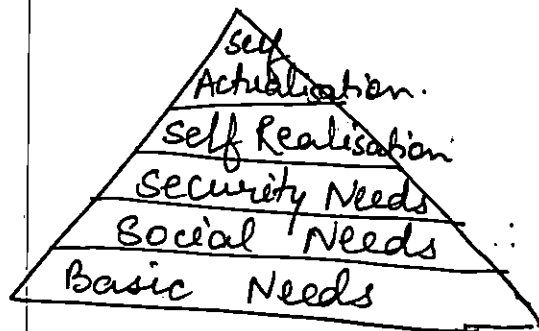 Self
Actualisation.
Self Realisation
Security Needs
Social Needs
Basic Needs